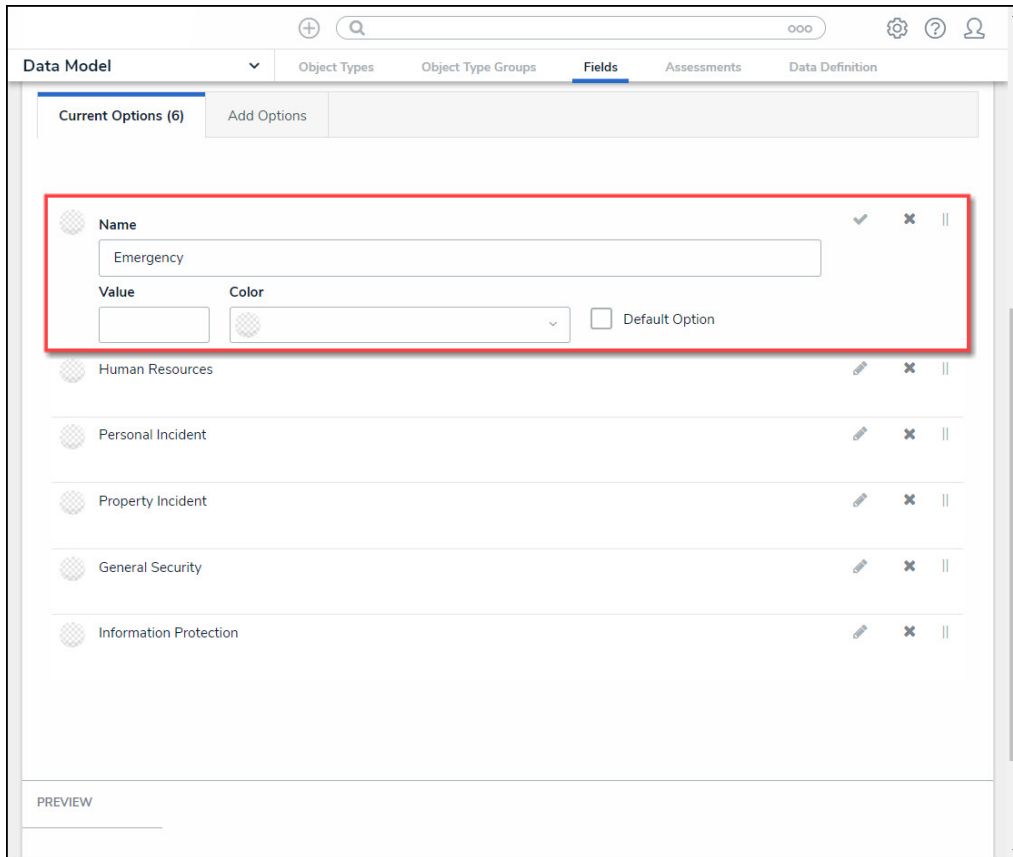 Data Model Object Types Object Type Groups Fields Assessments Data Definition
Current Options (6) Add Options
Name
Emergency
Value Color
Default Option
Human Resources
Personal Incident
Property Incident
General Security
Information Protection
PREVIEW